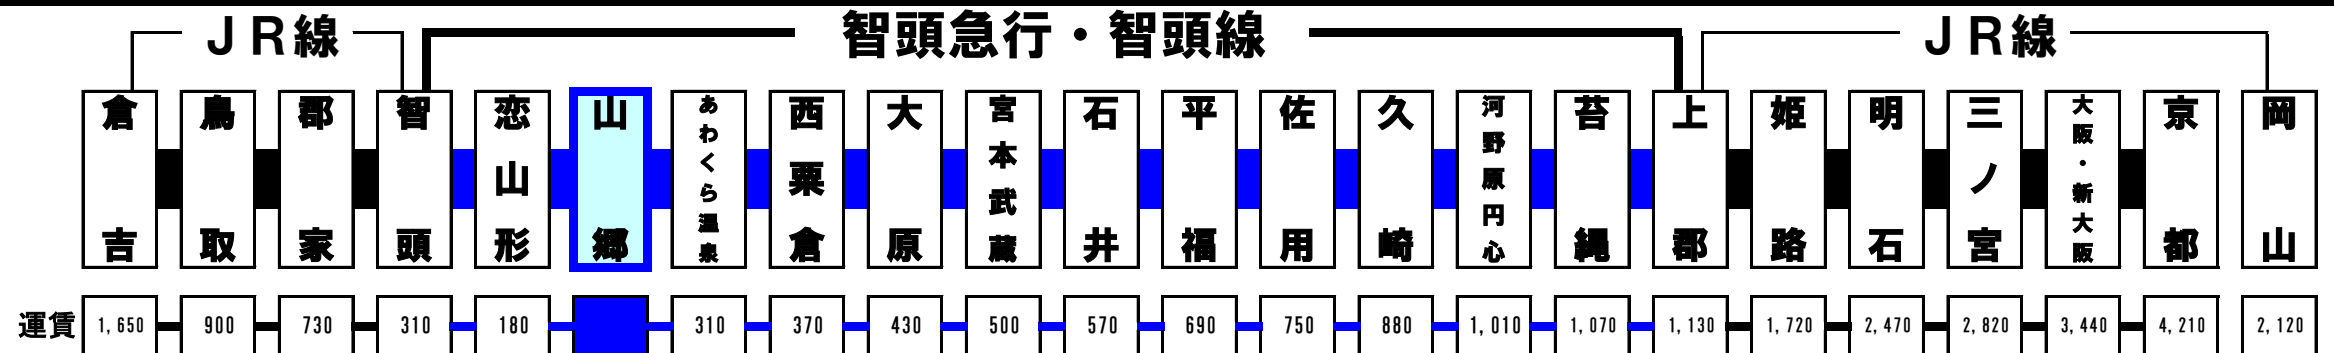 JR線 智頭急行・智頭線 JR線
倉吉 鳥取 郡家 智頭 恋山形 山郷 あわくら温泉 西粟倉 大原 宮本武蔵 石井 平福 佐用 久崎 河野原円心 苔縄 上郡 姫路 明石 三ノ宮 大阪・新大阪 京都 岡山
運賃 1,650 900 730 310 180 310 370 430 500 570 690 750 880 1,010 1,070 1,130 1,720 2,470 2,820 3,440 4,210 2,120